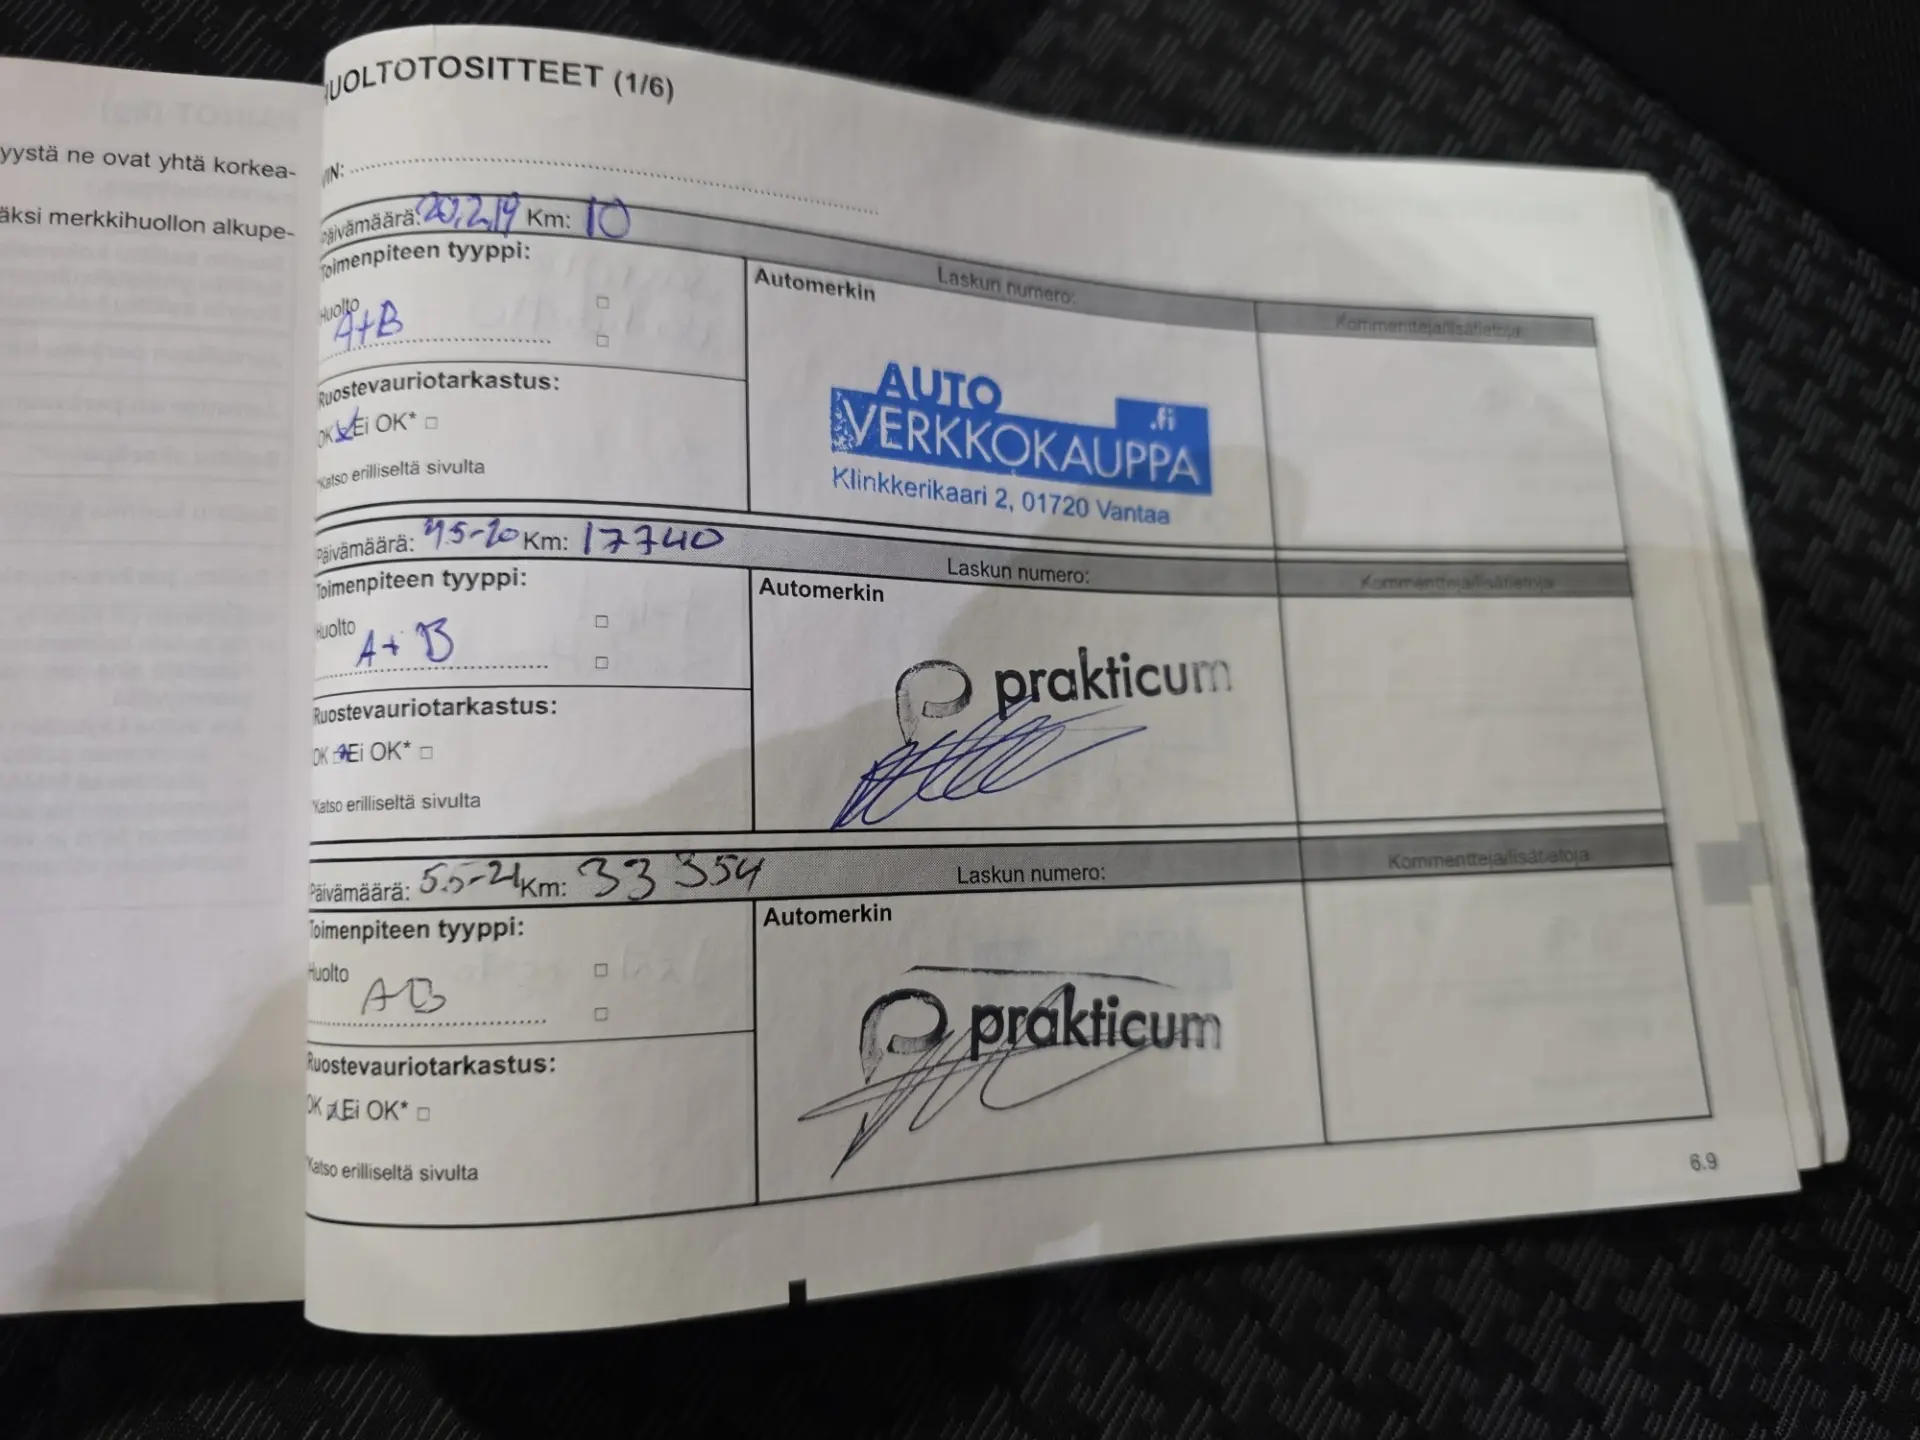 yystä ne ovat yhtä korkea-
äksi merkkihuollon alkupe-
HUOLTOTOSITTEET (1/6)
VIN:
Päivämäärä: 20.2.19 Km: 10
Laskun numero:
Kommentteja/lisätietoja
Toimenpiteen tyyppi:
Huolto
A+B
Ruostevauriotarkastus:
OK Ei OK*
*Katso erilliseltä sivulta
Automerkin
AUTO
VERKKOKAUPPA
.fi
Klinkkerikaari 2, 01720 Vantaa
Päivämäärä: Km: 17740
Laskun numero:
Kommentteja/lisätietoja
Toimenpiteen tyyppi:
Huolto
A+B
Ruostevauriotarkastus:
OK Ei OK*
*Katso erilliseltä sivulta
Automerkin
prakticum
Päivämäärä: 5.5-21 Km: 33 354
Laskun numero:
Kommentteja/lisätietoja
Toimenpiteen tyyppi:
Huolto
AB
Ruostevauriotarkastus:
OK Ei OK*
*Katso erilliseltä sivulta
Automerkin
prakticum
6.9